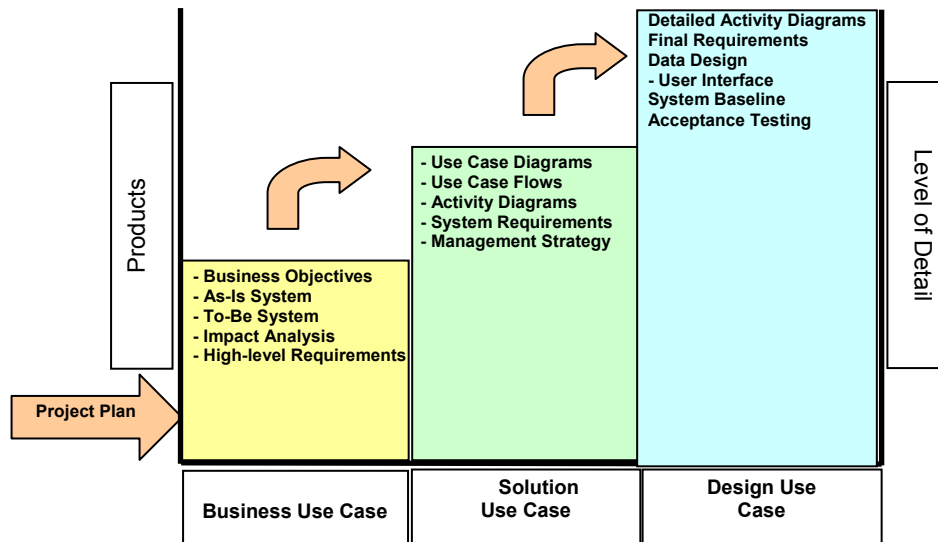 Detailed Activity Diagrams
Final Requirements
Data Design
- User Interface
System Baseline
Acceptance Testing
- Use Case Diagrams
- Use Case Flows
- Activity Diagrams
- System Requirements
- Management Strategy
- Business Objectives
- As-Is System
- To-Be System
- Impact Analysis
- High-level Requirements
Products
Level of Detail
Project Plan
Business Use Case
Solution
Use Case
Design Use
Case